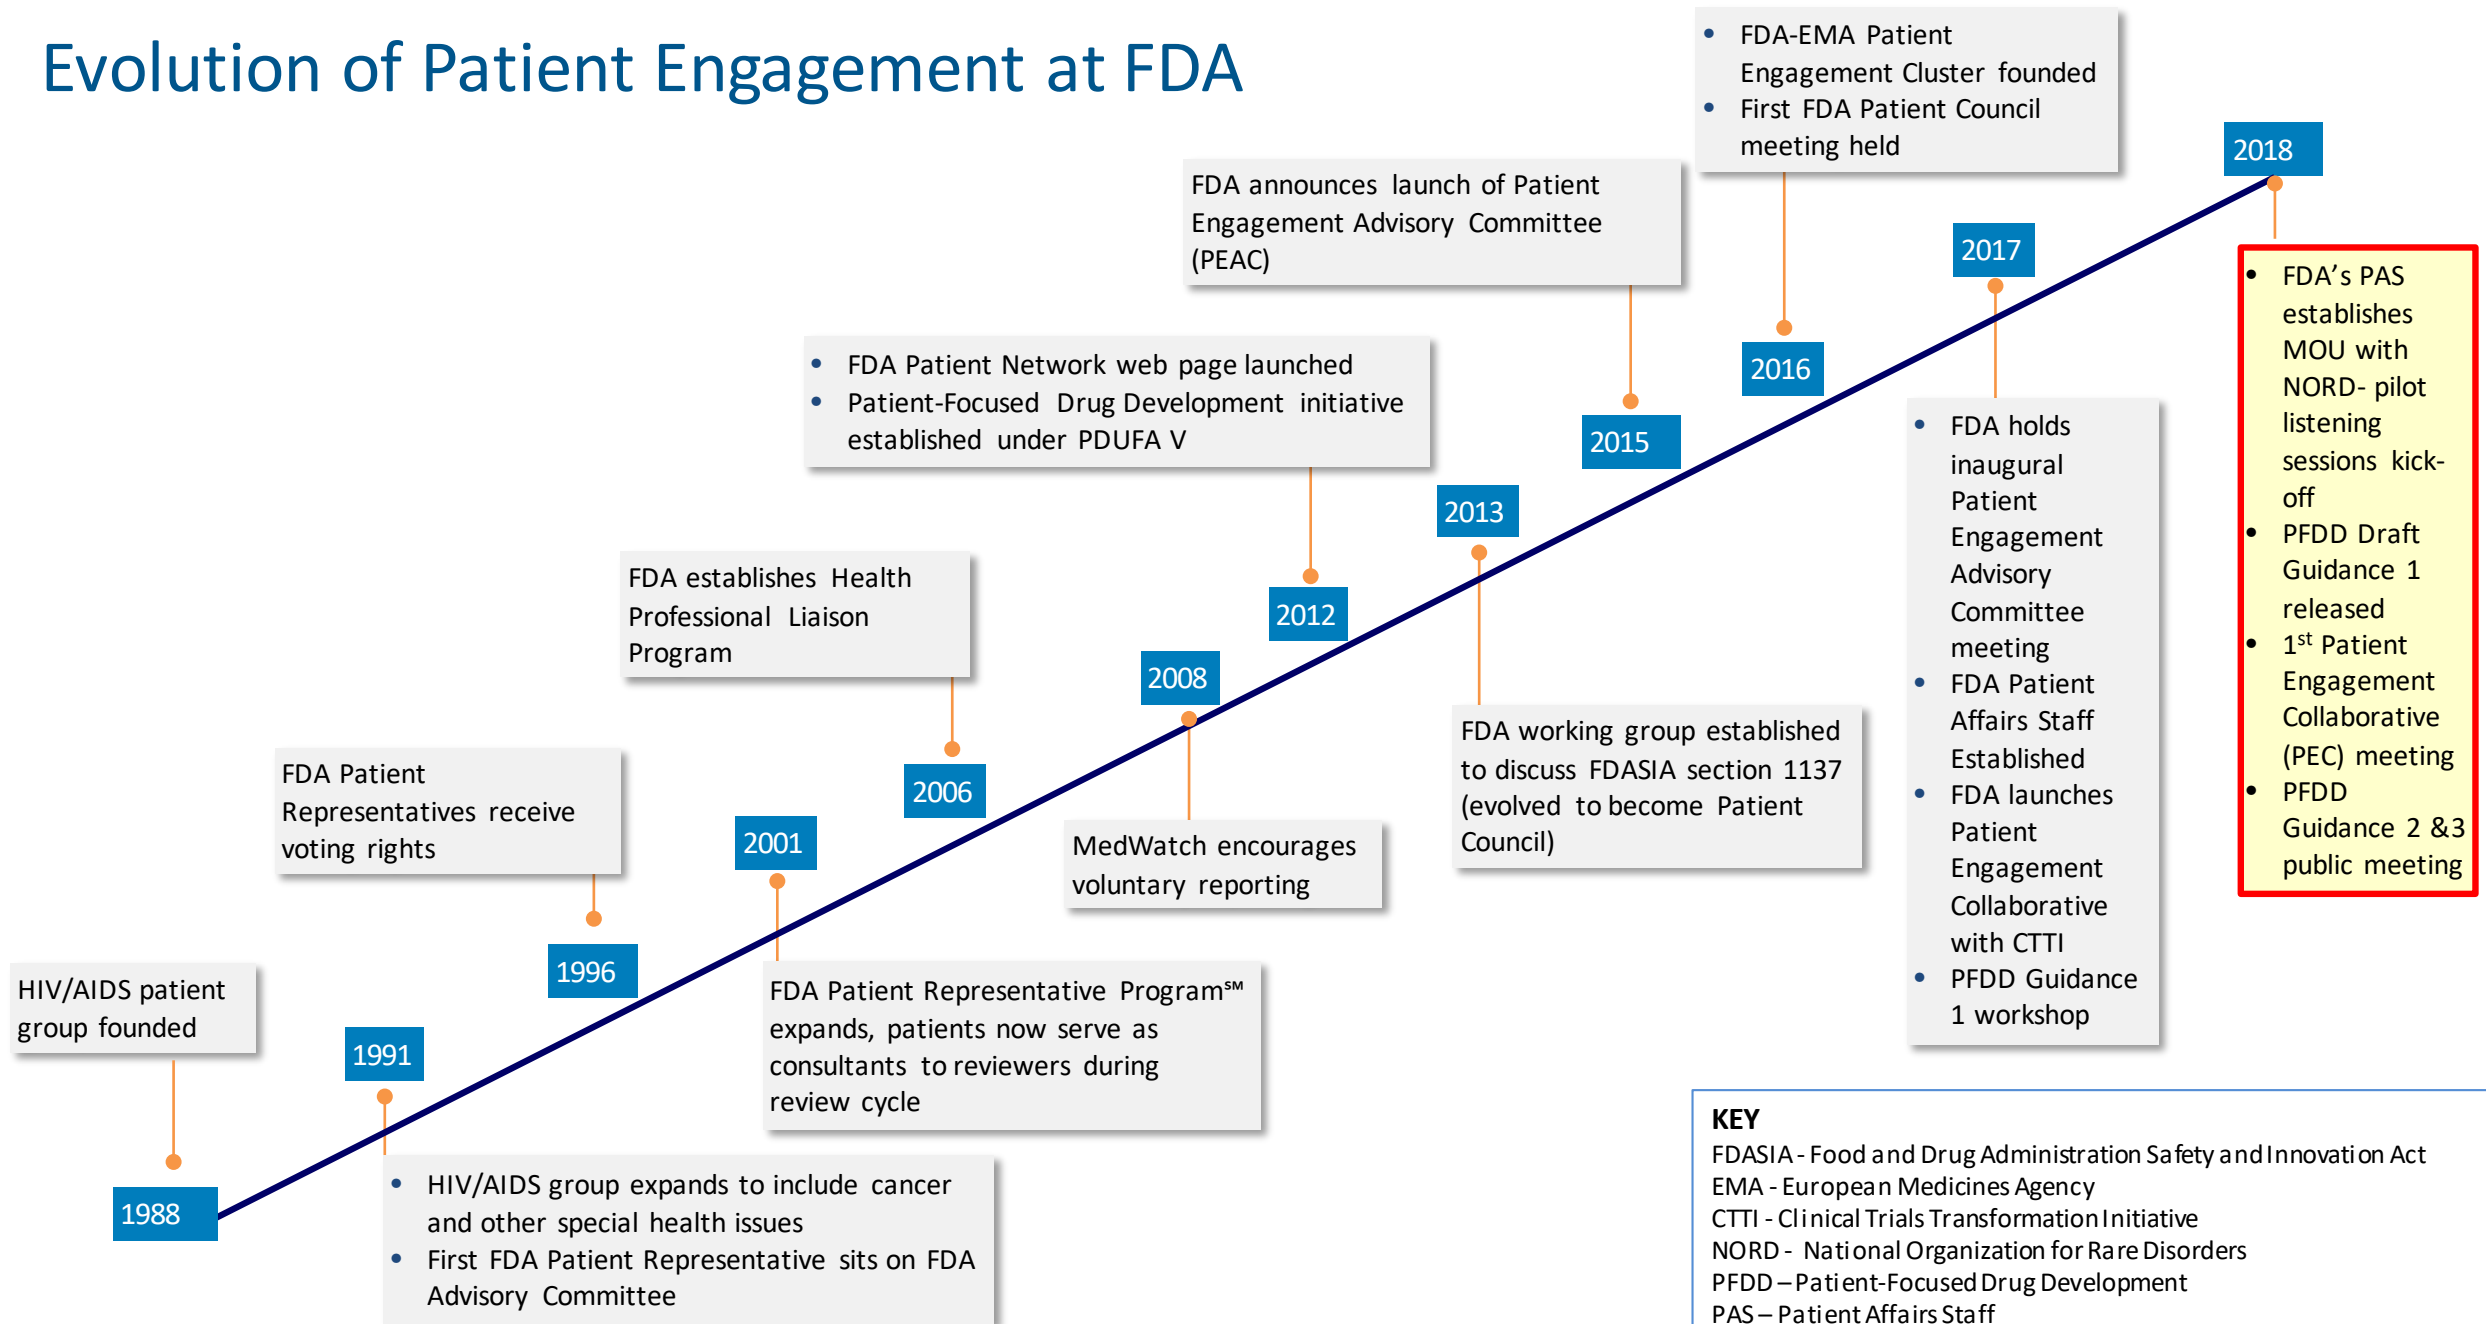 Evolution of Patient Engagement at FDA
1988
HIV/AIDS patient
group founded
1991
• HIV/AIDS group expands to include cancer
and other special health issues
• First FDA Patient Representative sits on FDA
Advisory Committee
1996
FDA Patient
Representatives receive
voting rights
2001
FDA Patient Representative Program℠
expands, patients now serve as
consultants to reviewers during
review cycle
2006
FDA establishes Health
Professional Liaison
Program
2008
MedWatch encourages
voluntary reporting
2012
• FDA Patient Network web page launched
• Patient-Focused Drug Development initiative
established under PDUFA V
2013
FDA working group established
to discuss FDASIA section 1137
(evolved to become Patient
Council)
2015
FDA announces launch of Patient
Engagement Advisory Committee
(PEAC)
2016
• FDA-EMA Patient
Engagement Cluster founded
• First FDA Patient Council
meeting held
2017
• FDA holds
inaugural
Patient
Engagement
Advisory
Committee
meeting
• FDA Patient
Affairs Staff
Established
• FDA launches
Patient
Engagement
Collaborative
with CTTI
• PFDD Guidance
1 workshop
2018
• FDA’s PAS
establishes
MOU with
NORD- pilot
listening
sessions kick-
off
• PFDD Draft
Guidance 1
released
• 1st Patient
Engagement
Collaborative
(PEC) meeting
• PFDD
Guidance 2 &3
public meeting
KEY
FDASIA - Food and Drug Administration Safety and Innovation Act
EMA - European Medicines Agency
CTTI - Clinical Trials Transformation Initiative
NORD - National Organization for Rare Disorders
PFDD – Patient-Focused Drug Development
PAS – Patient Affairs Staff